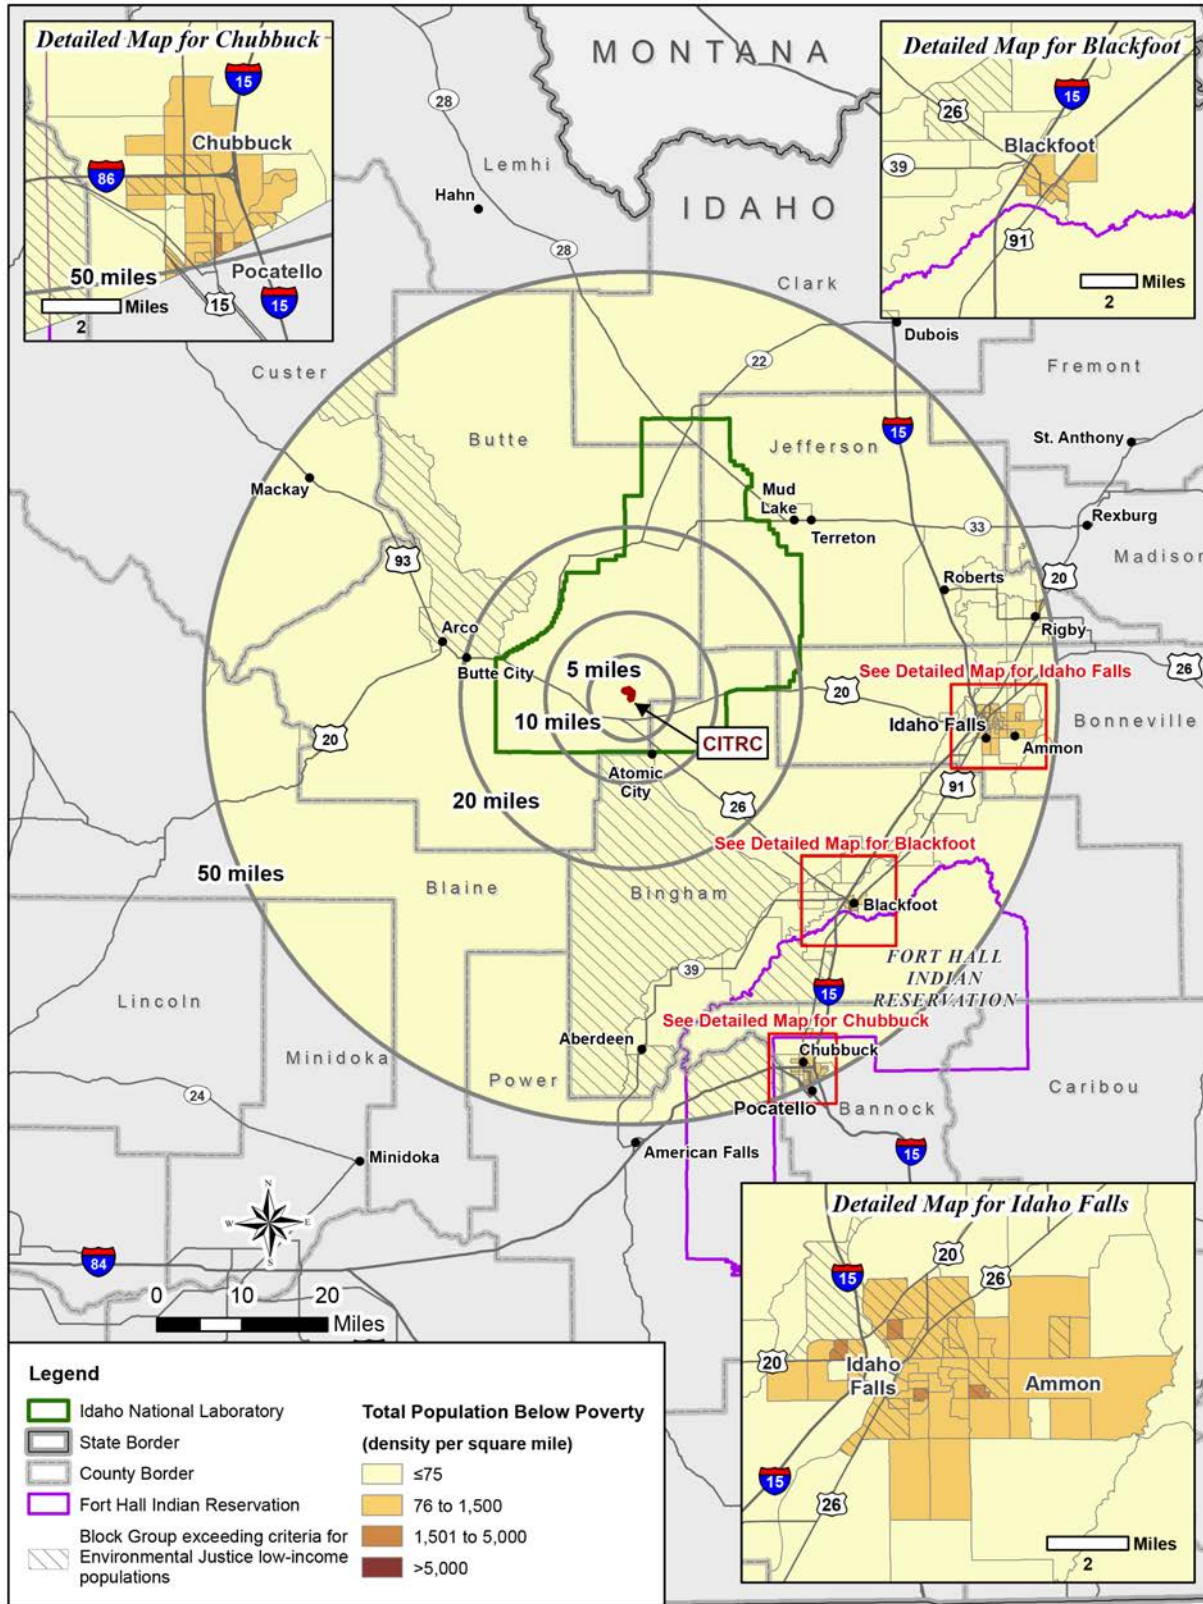 Detailed Map for Chubbuck
15
Chubbuck
86
50 miles
Pocatello
15
15
Miles
2
MONTANA
IDAHO
Detailed Map for Blackfoot
15
26
Blackfoot
39
91
Miles
2
28
Lemhi
Hahn
28
Clark
Dubois
Custer
22
Fremont
Butte
15
Jefferson
St. Anthony
Mackay
Mud
Lake
Terreton
33
Rexburg
Madison
93
20
Roberts
Rigby
Arco
Butte City
5 miles
See Detailed Map for Idaho Falls
26
20
10 miles
CITRC
Idaho Falls
Ammon
Bonneville
20
Atomic
City
20 miles
26
91
See Detailed Map for Blackfoot
50 miles
Blaine
Bingham
Blackfoot
FORT HALL
INDIAN
RESERVATION
39
15
Lincoln
See Detailed Map for Chubbuck
Aberdeen
Chubbuck
Minidoka
Power
Caribou
24
Pocatello
Bannock
American Falls
15
Minidoka
N
W
E
S
84
0
10
20
Miles
Detailed Map for Idaho Falls
20
15
26
20
Idaho
Falls
Ammon
15
26
Miles
2
Legend
Idaho National Laboratory
State Border
County Border
Fort Hall Indian Reservation
Block Group exceeding criteria for
Environmental Justice low-income
populations
Total Population Below Poverty
(density per square mile)
≤75
76 to 1,500
1,501 to 5,000
>5,000